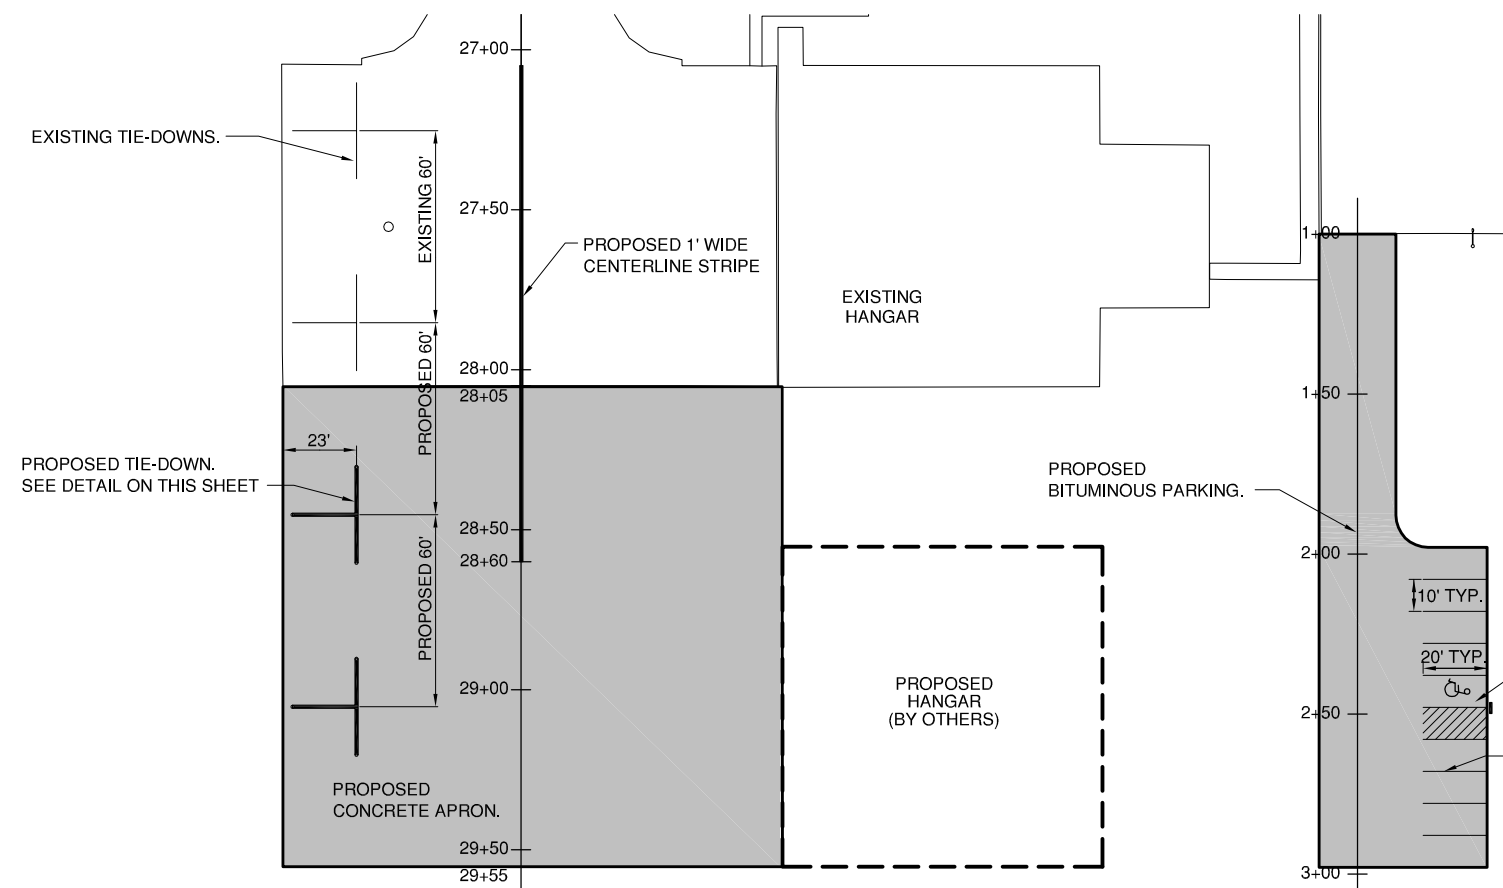 27+00
EXISTING TIE-DOWNS.
EXISTING 60'
27+50
PROPOSED 1' WIDE
CENTERLINE STRIPE
EXISTING
HANGAR
PROPOSED 60'
28+00
28+05
23'
PROPOSED TIE-DOWN.
SEE DETAIL ON THIS SHEET
28+50
28+60
PROPOSED 60'
29+00
PROPOSED
HANGAR
(BY OTHERS)
PROPOSED
CONCRETE APRON.
29+50
29+55
1+00
1+50
PROPOSED
BITUMINOUS PARKING.
2+00
10' TYP.
20' TYP.
2+50
3+00